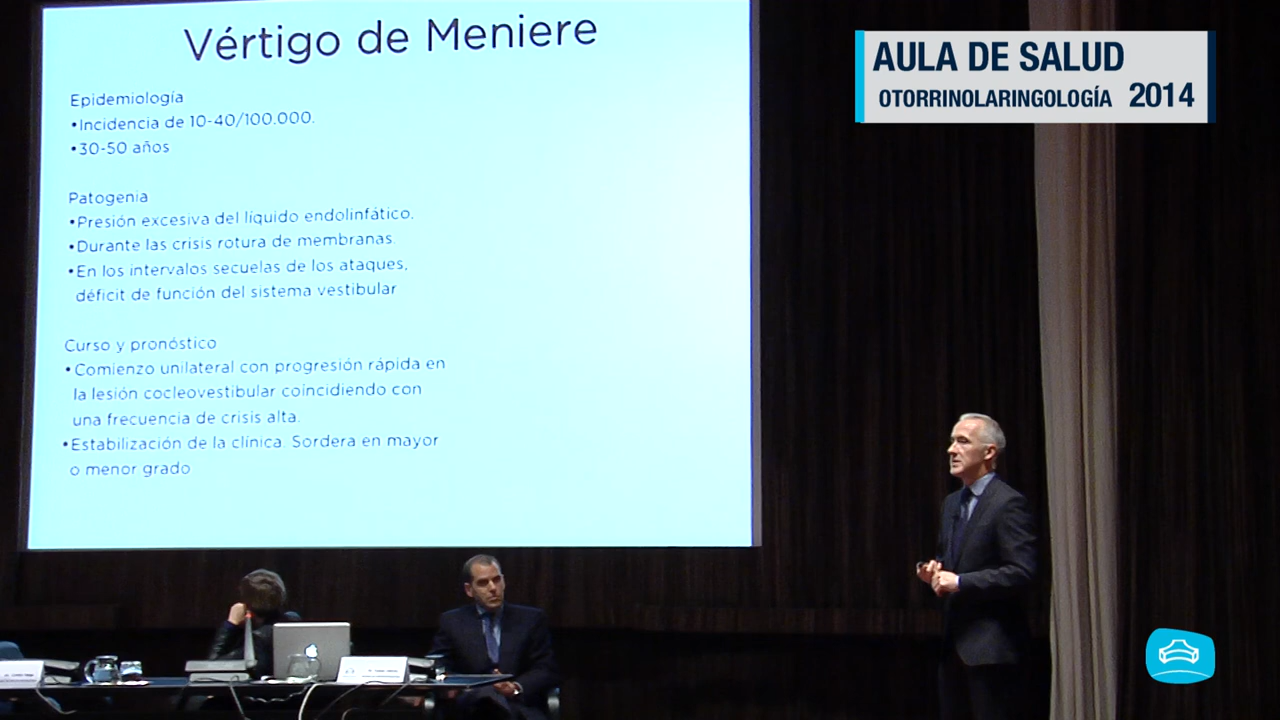 Vértigo de Meniere
Epidemiología
•Incidencia de 10-40/100.000.
•30-50 años
Patogenia
•Presión excesiva del líquido endolinfático.
•Durante las crisis rotura de membranas.
•En los intervalos secuelas de los ataques,
déficit de función del sistema vestibular
Curso y pronóstico
•Comienzo unilateral con progresión rápida en
la lesión cocleovestibular coincidiendo con
una frecuencia de crisis alta.
•Estabilización de la clínica. Sordera en mayor
o menor grado
AULA DE SALUD
OTORRINOLARINGOLOGÍA 2014